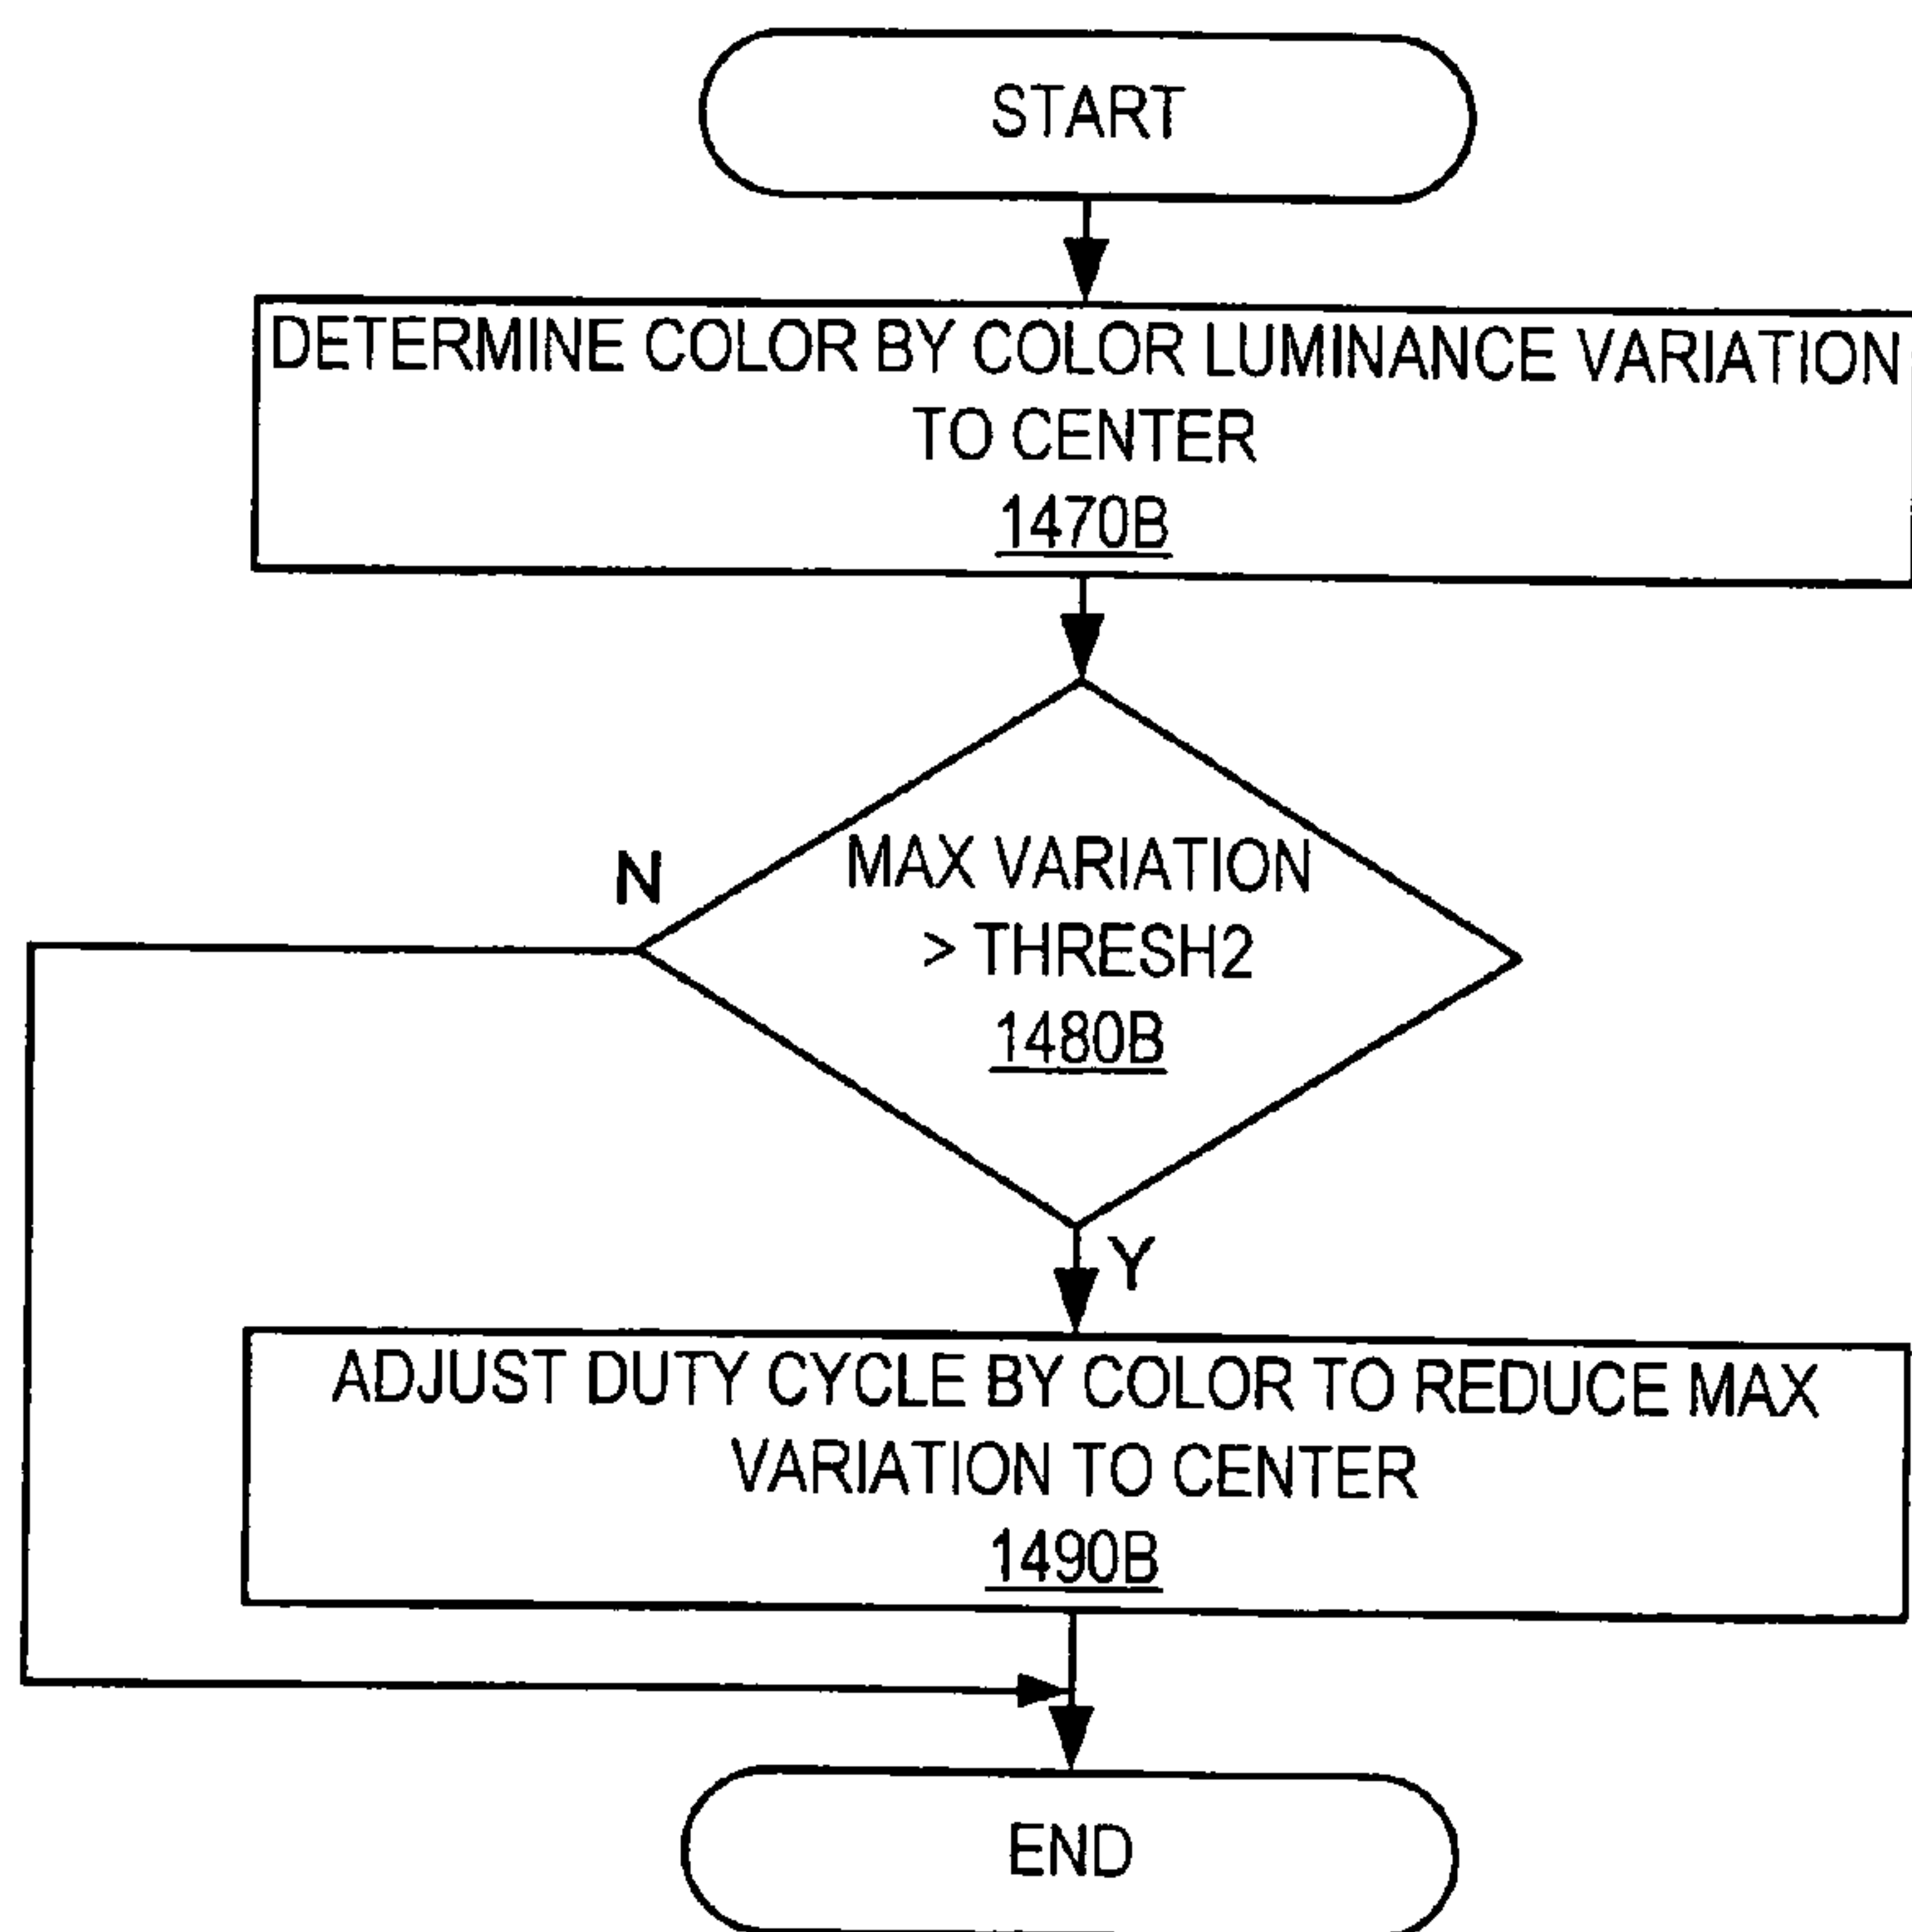 START
DETERMINE COLOR BY COLOR LUMINANCE VARIATION
TO CENTER
1470B
MAX VARIATION
> THRESH2
1480B
N
Y
ADJUST DUTY CYCLE BY COLOR TO REDUCE MAX
VARIATION TO CENTER
1490B
END